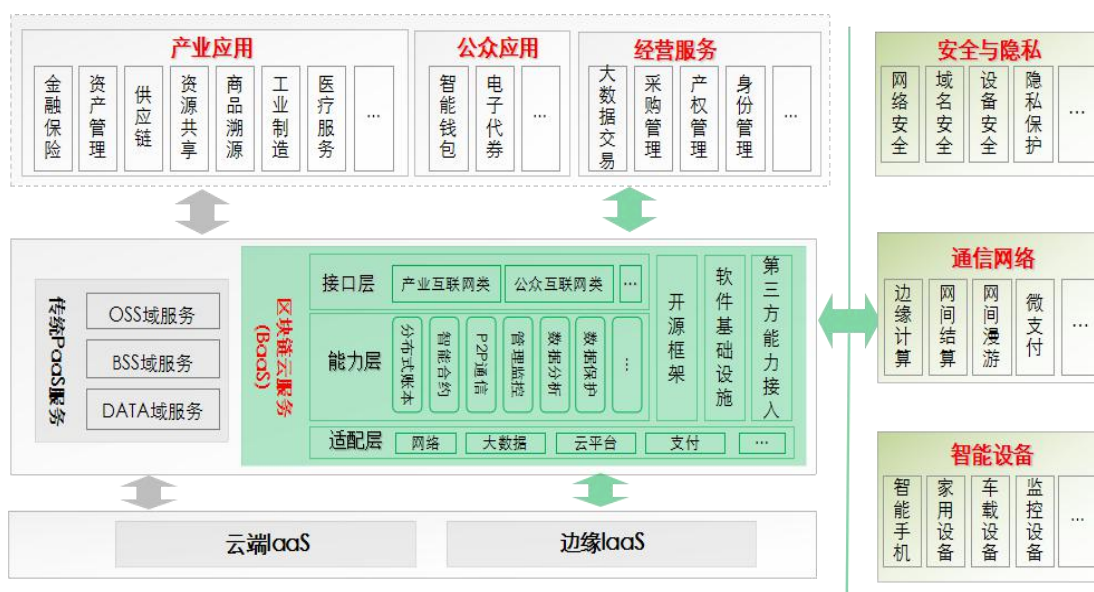 产业应用
金融保险
资产管理
供应链
资源共享
商品溯源
工业制造
医疗服务
...
公众应用
智能钱包
电子代券
...
经营服务
大数据交易
采购管理
产权管理
身份管理
...
安全与隐私
网络安全
域名安全
设备安全
隐私保护
...
传统PaaS服务
OSS域服务
BSS域服务
DATA域服务
区块链云服务
(BaaS)
接口层
产业互联网类
公众互联网类
...
能力层
分布式账本
智能合约
P2P通信
管理监控
数据分析
数据保护
...
适配层
网络
大数据
云平台
支付
...
开源框架
软件基础设施
第三方能力接入
通信网络
边缘计算
网间结算
网间漫游
微支付
...
云端IaaS
边缘IaaS
智能设备
智能手机
家用设备
车载设备
监控设备
...